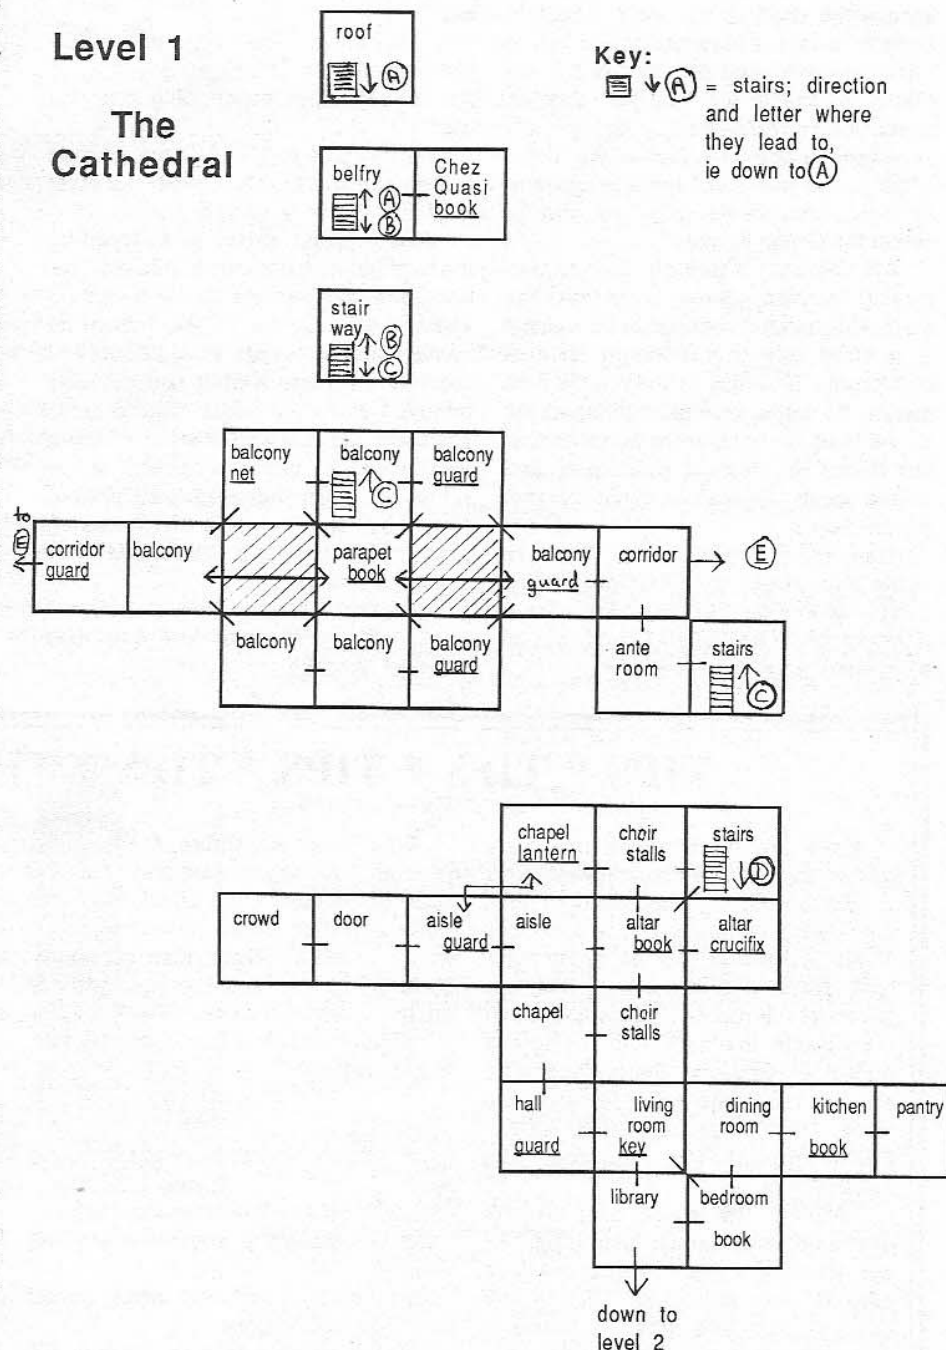 Level 1
The
Cathedral
roof
A
Key:
A = stairs; direction
and letter where
they lead to,
ie down to A
belfry
A
B
Chez
Quasi
book
stair
way
B
C
balcony
net
balcony
C
balcony
guard
to
E
corridor
guard
balcony
parapet
book
balcony
guard
corridor
E
balcony
balcony
balcony
guard
ante
room
stairs
C
chapel
lantern
choir
stalls
stairs
D
crowd
door
aisle
guard
aisle
altar
book
altar
crucifix
chapel
choir
stalls
hall
guard
living
room
key
dining
room
kitchen
book
pantry
library
bedroom
book
down to
level 2